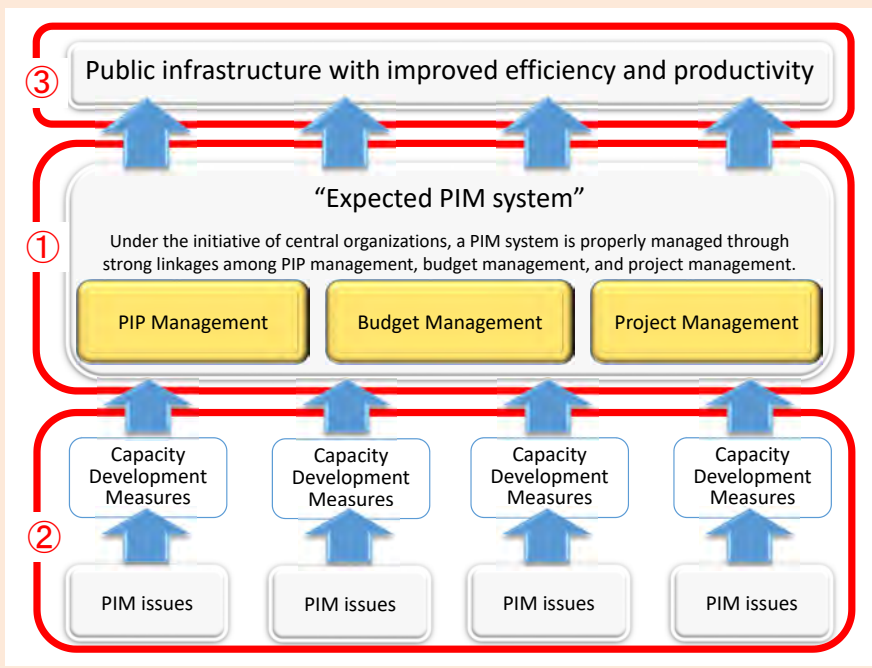 ③
Public infrastructure with improved efficiency and productivity
①
“Expected PIM system”
Under the initiative of central organizations, a PIM system is properly managed through
strong linkages among PIP management, budget management, and project management.
PIP Management
Budget Management
Project Management
②
Capacity
Development
Measures
Capacity
Development
Measures
Capacity
Development
Measures
Capacity
Development
Measures
PIM issues
PIM issues
PIM issues
PIM issues